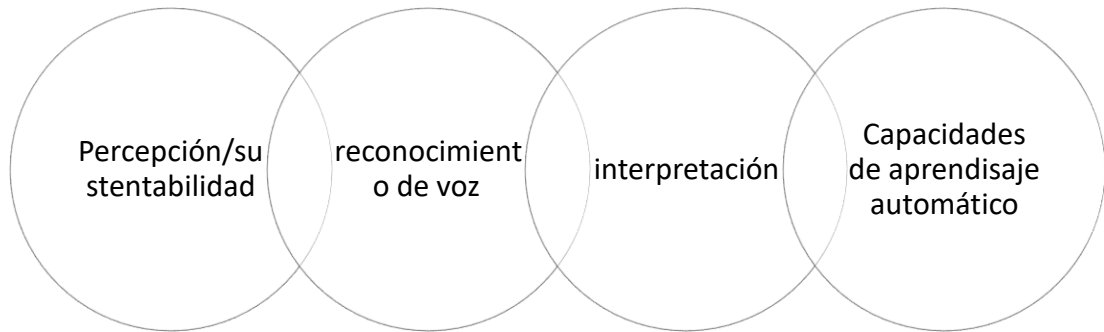 Percepción/su
stentabilidad
reconocimient
o de voz
interpretación
Capacidades
de aprendisaje
automático